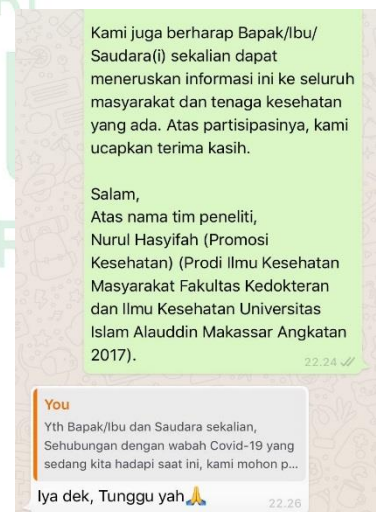 Kami juga berharap Bapak/Ibu/
Saudara(i) sekalian dapat
meneruskan informasi ini ke seluruh
masyarakat dan tenaga kesehatan
yang ada. Atas partisipasinya, kami
ucapkan terima kasih.
Salam,
Atas nama tim peneliti,
Nurul Hasyifah (Promosi
Kesehatan) (Prodi Ilmu Kesehatan
Masyarakat Fakultas Kedokteran
dan Ilmu Kesehatan Universitas
Islam Alauddin Makassar Angkatan
2017).
22.24
You
Yth Bapak/Ibu dan Saudara sekalian,
Sehubungan dengan wabah Covid-19 yang
sedang kita hadapi saat ini, kami mohon p...
Iya dek, Tunggu yah🙏
22.26